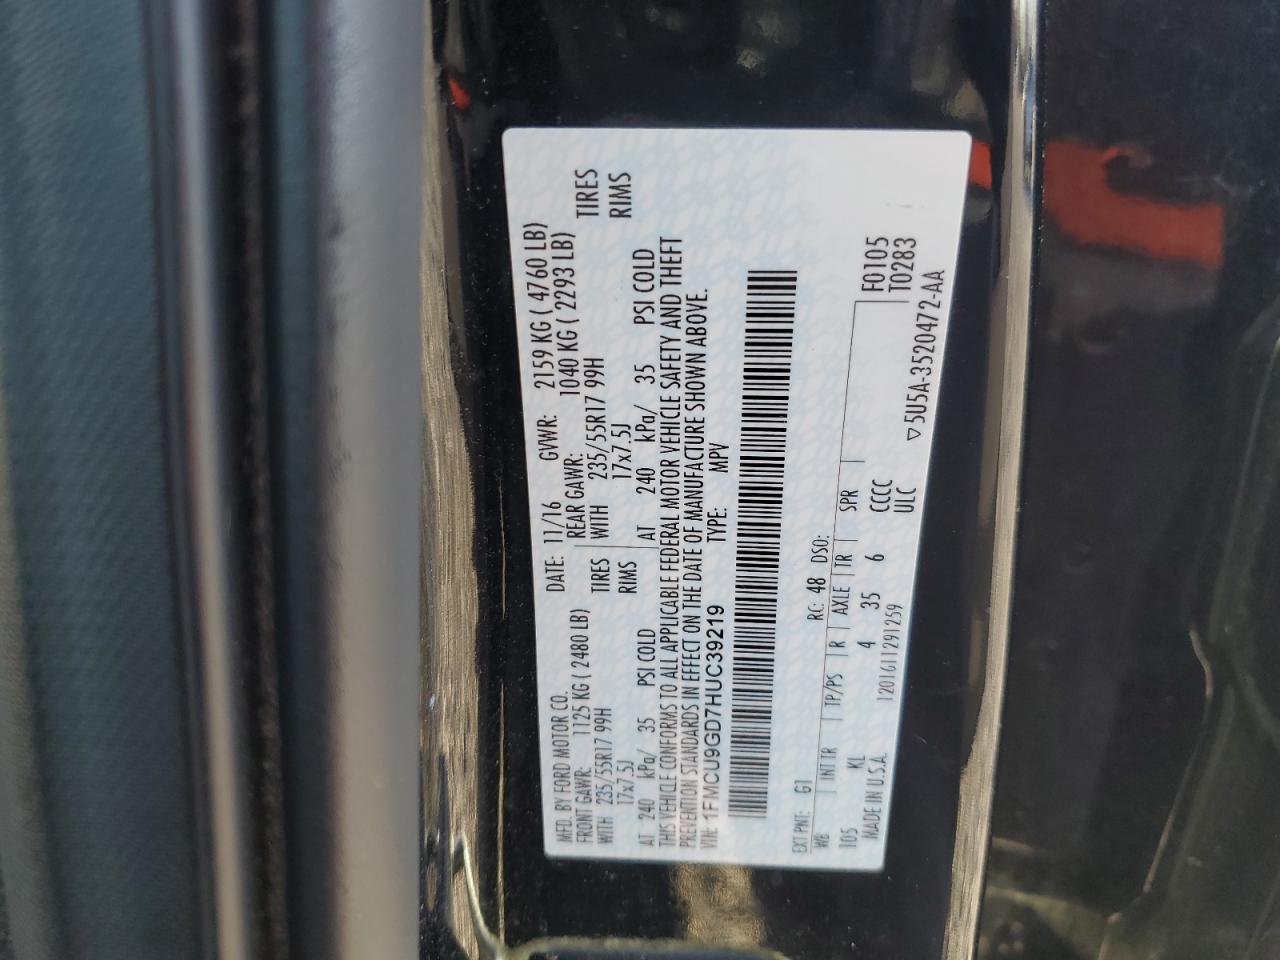 MFD. BY FORD MOTOR CO. DATE: 11/16 GVWR: 2159 KG ( 4760 LB)
FRONT GAWR: 1125 KG ( 2480 LB) REAR GAWR: 1040 KG ( 2293 LB)
WITH 235/55R17 99H TIRES WITH 235/55R17 99H TIRES
17x7.5J RIMS 17x7.5J RIMS
AT 240 kPa/ 35 PSI COLD AT 240 kPa/ 35 PSI COLD
THIS VEHICLE CONFORMS TO ALL APPLICABLE FEDERAL MOTOR VEHICLE SAFETY AND THEFT
PREVENTION STANDARDS IN EFFECT ON THE DATE OF MANUFACTURE SHOWN ABOVE.
VIN: 1FMCU9GD7HUC39219 TYPE: MPV
EXT PNT: G1 RC: 48 DSO: F0105
WB INT TR TP/PS R AXLE TR SPR T0283
105 KL 4 35 6 CCCC
ULC
MADE IN U.S.A. 1201611291259 ▽5U5A-3520472-AA